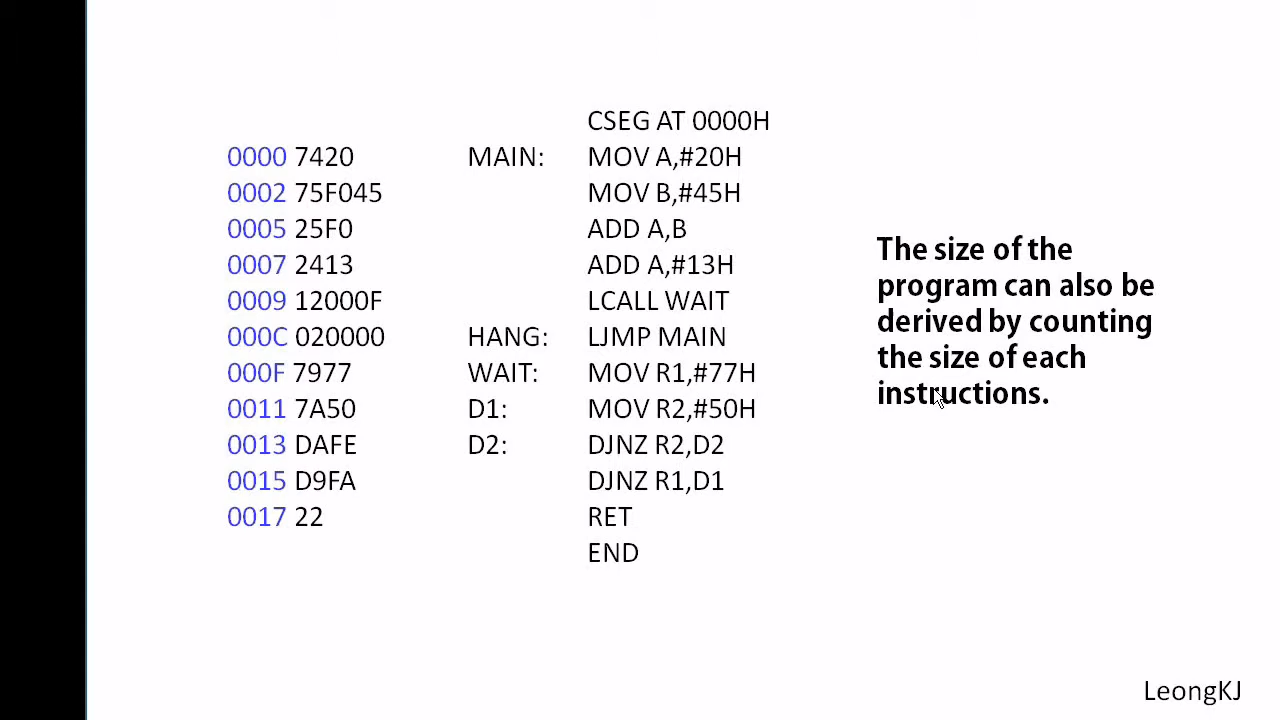 CSEG AT 0000H
0000 7420 MAIN: MOV A,#20H
0002 75F045 MOV B,#45H
0005 25F0 ADD A,B
0007 2413 ADD A,#13H
0009 12000F LCALL WAIT
000C 020000 HANG: LJMP MAIN
000F 7977 WAIT: MOV R1,#77H
0011 7A50 D1: MOV R2,#50H
0013 DAFE D2: DJNZ R2,D2
0015 D9FA DJNZ R1,D1
0017 22 RET
END
The size of the
program can also be
derived by counting
the size of each
instructions.
LeongKJ